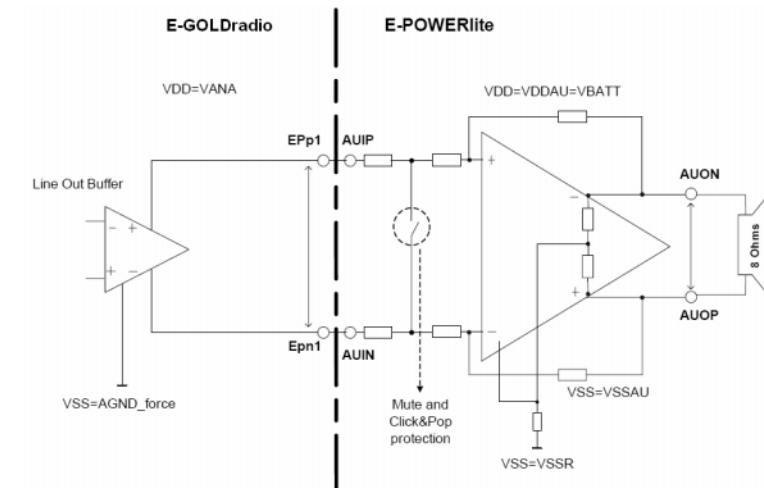 E-GOLDradio
E-POWERlite
VDD=VANA
VDD=VDDAU=VBATT
EPp1
AUIP
Line Out Buffer
AUON
8 Ohms
Epn1
AUIN
AUOP
VSS=AGND_force
Mute and
Click&Pop
protection
VSS=VSSAU
VSS=VSSR